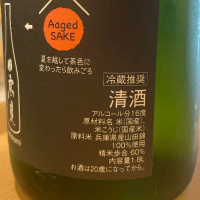 Aaged
SAKE
夏を越して茶色に
変わったら飲みごろ
冷蔵推奨
清酒
アルコール分16度
原材料名 米(国産)
米こうじ(国産米)
原料米 兵庫県産山田錦
100%使用
精米歩合 60%
内容量1.8L
お酒は20歳になってから。